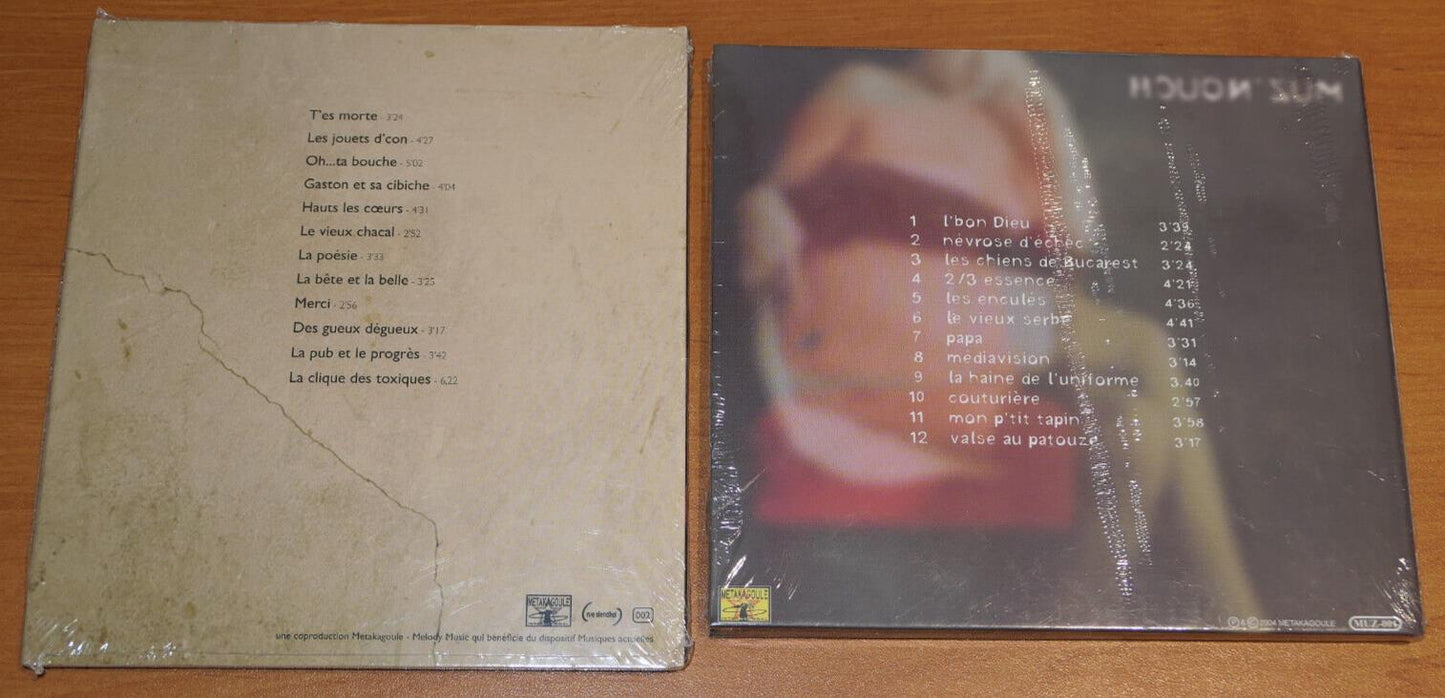 T'es morte - 3'24
Les jouets d'con - 4'27
Oh...ta bouche - 5'02
Gaston et sa cibiche - 4'04
Hauts les cœurs - 4'31
Le vieux chacal - 2'52
La poésie - 3'33
La bête et la belle - 3'25
Merci - 2'56
Des gueux dégueux - 3'17
La pub et le progrès - 3'42
La clique des toxiques - 6,22
METAKAGOULE
002
une coproduction Metakagoule - Melody Music qui bénéficie du dispositif Musiques actuelles
MUZ'NOUCH
1 l'bon Dieu 3'39
2 névrose d'échec 2'24
3 les chiens de Bucarest 3'24
4 2/3 essence 4'21
5 les enculés 4'36
6 le vieux serbe 4'41
7 papa 3'31
8 mediavision 3'14
9 la haine de l'uniforme 3.40
10 couturière 2'57
11 mon p'tit tapin 3'58
12 valse au patouze 3'17
METAKAGOULE
℗ & © 2004 METAKAGOULE
MUZ-001